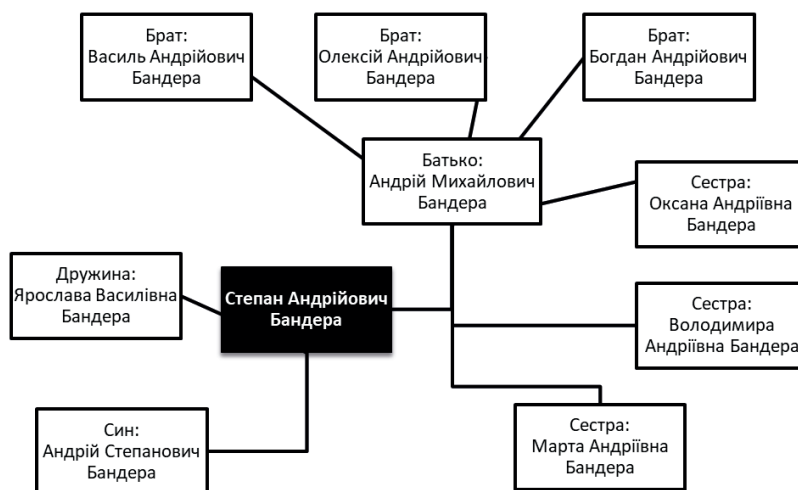 Брат:
Василь Андрійович
Бандера
Брат:
Олексій Андрійович
Бандера
Брат:
Богдан Андрійович
Бандера
Батько:
Андрій Михайлович
Бандера
Сестра:
Оксана Андріївна
Бандера
Дружина:
Ярослава Василівна
Бандера
Степан Андрійович
Бандера
Сестра:
Володимира
Андріївна Бандера
Син:
Андрій Степанович
Бандера
Сестра:
Марта Андріївна
Бандера